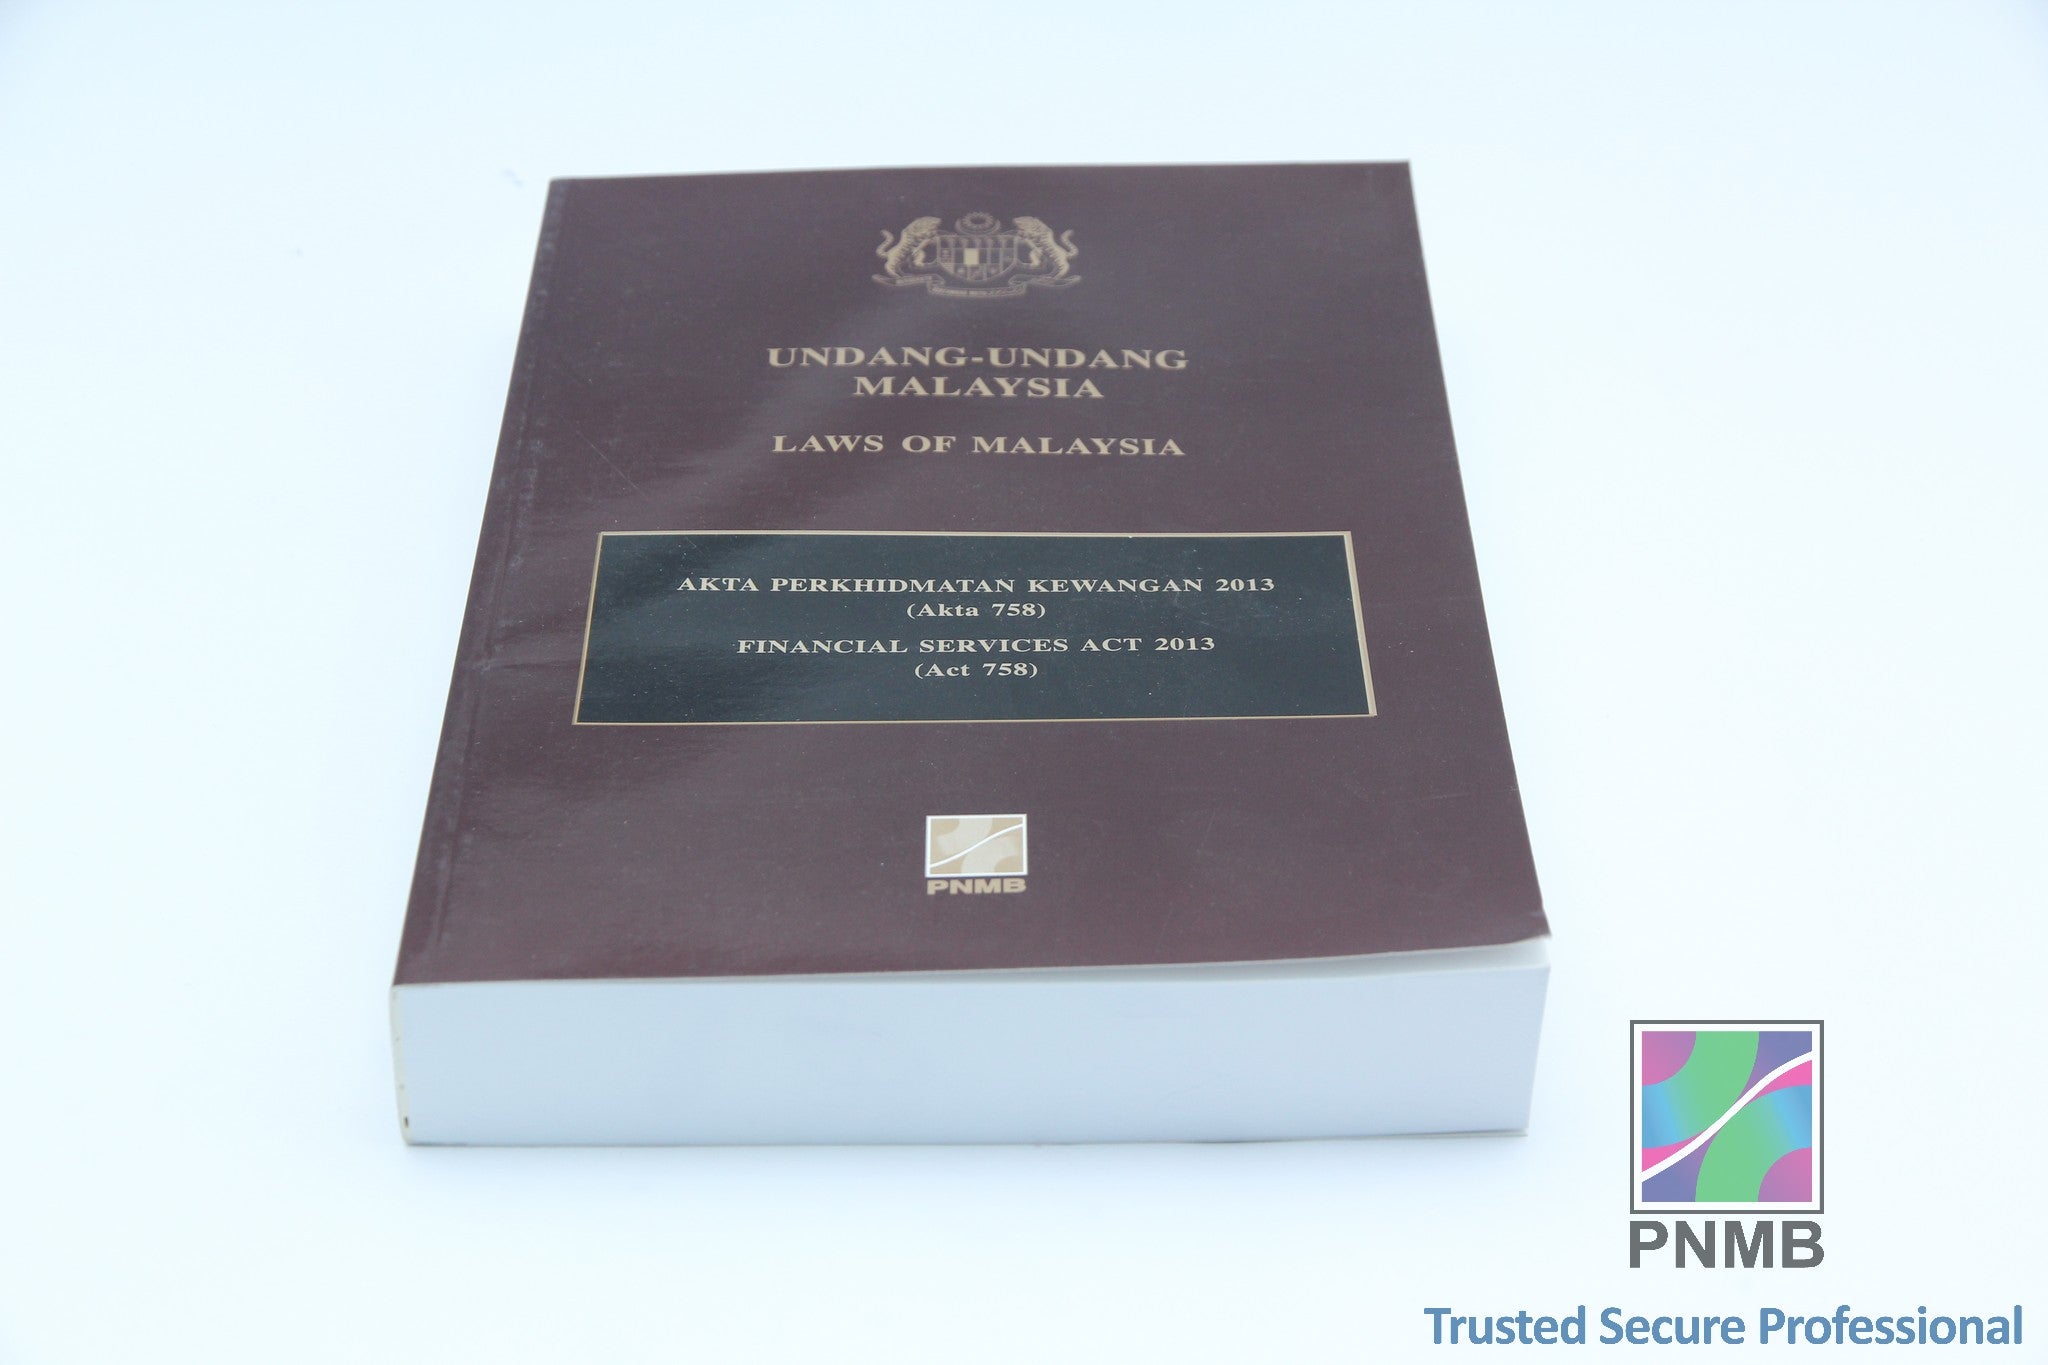 UNDANG-UNDANG
MALAYSIA
LAWS OF MALAYSIA
AKTA PERKHIDMATAN KEWANGAN 2013
(Akta 758)
FINANCIAL SERVICES ACT 2013
(Act 758)
PNMB
PNMB
Trusted Secure Professional